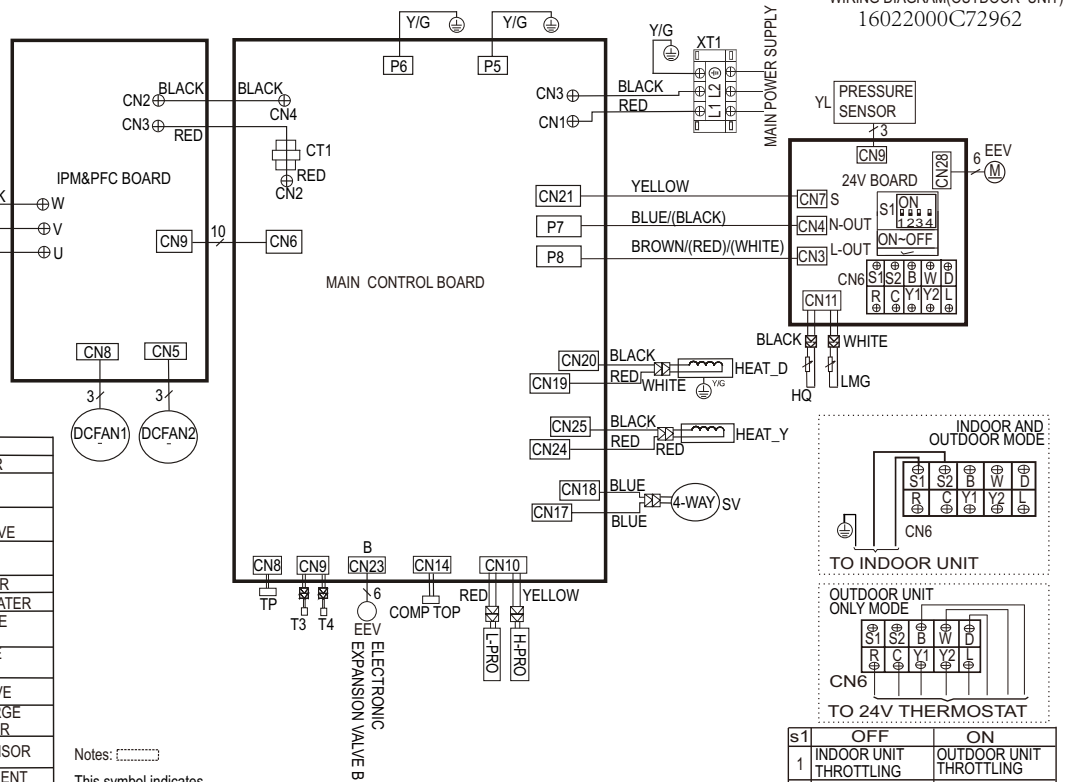 WIRING DIAGRAM(OUTDOOR UNIT)
16022000C72962
Y/G
Y/G
P6
P5
Y/G
XT1
MAIN POWER SUPPLY
CN3
BLACK
L2
CN1
RED
L1
CN2
BLACK
BLACK
CN4
CN3
RED
CT1
RED
CN2
IPM&PFC BOARD
W
V
U
CN9
10
CN6
MAIN CONTROL BOARD
CN8
CN5
3
3
DCFAN1
DCFAN2
YL
PRESSURE
SENSOR
3
CN9
CN28
6
EEV
M
24V BOARD
S1
ON
1234
ON~OFF
CN21
YELLOW
CN7
S
P7
BLUE/(BLACK)
CN4
N-OUT
P8
BROWN/(RED)/(WHITE)
CN3
L-OUT
CN6
S1 S2 B W D
R C Y1 Y2 L
CN11
BLACK
WHITE
HQ
LMG
CN20
BLACK
HEAT_D
CN19
RED
WHITE
Y/G
CN25
BLACK
HEAT_Y
CN24
RED
RED
CN18
BLUE
4-WAY
SV
CN17
BLUE
CN8
TP
CN9
T3
T4
B
CN23
6
EEV
ELECTRONIC
EXPANSION VALVE B
CN14
COMP TOP
CN10
RED
YELLOW
L-PRO
H-PRO
INDOOR AND
OUTDOOR MODE
S1 S2 B W D
R C Y1 Y2 L
CN6
TO INDOOR UNIT
OUTDOOR UNIT
ONLY MODE
S1 S2 B W D
R C Y1 Y2 L
CN6
TO 24V THERMOSTAT
s1 OFF ON
1 INDOOR UNIT THROTTLING OUTDOOR UNIT THROTTLING
Notes:
This symbol indicates